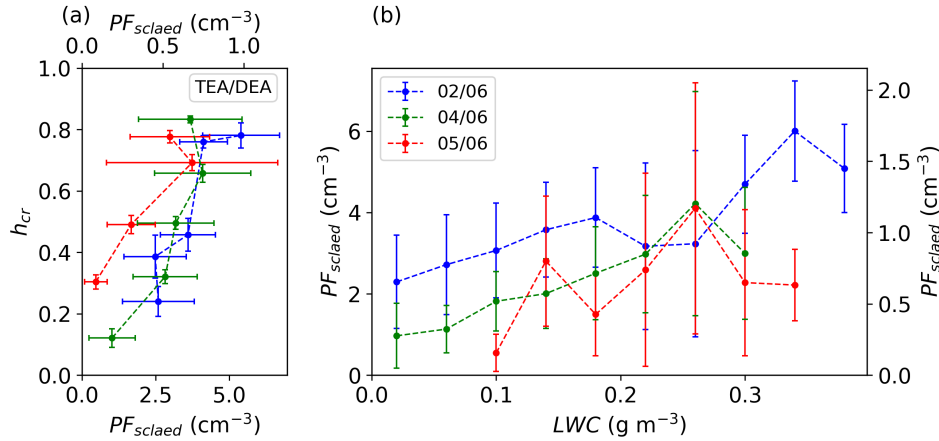 (a)
PF_sclaed (cm⁻³)
0.0 0.5 1.0
1.0
0.8
0.6
0.4
0.2
0.0
h_cr
TEA/DEA
0.0 2.5 5.0
PF_sclaed (cm⁻³)
(b)
02/06
04/06
05/06
6
4
2
0
PF_sclaed (cm⁻³)
0.0 0.1 0.2 0.3
LWC (g m⁻³)
2.0
1.5
1.0
0.5
0.0
PF_sclaed (cm⁻³)